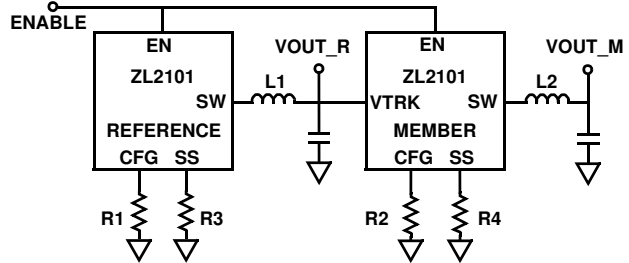 ENABLE
EN
ZL2101
SW
REFERENCE
CFG SS
R1
R3
L1
VOUT_R
EN
ZL2101
VTRK
SW
MEMBER
CFG SS
R2
R4
L2
VOUT_M